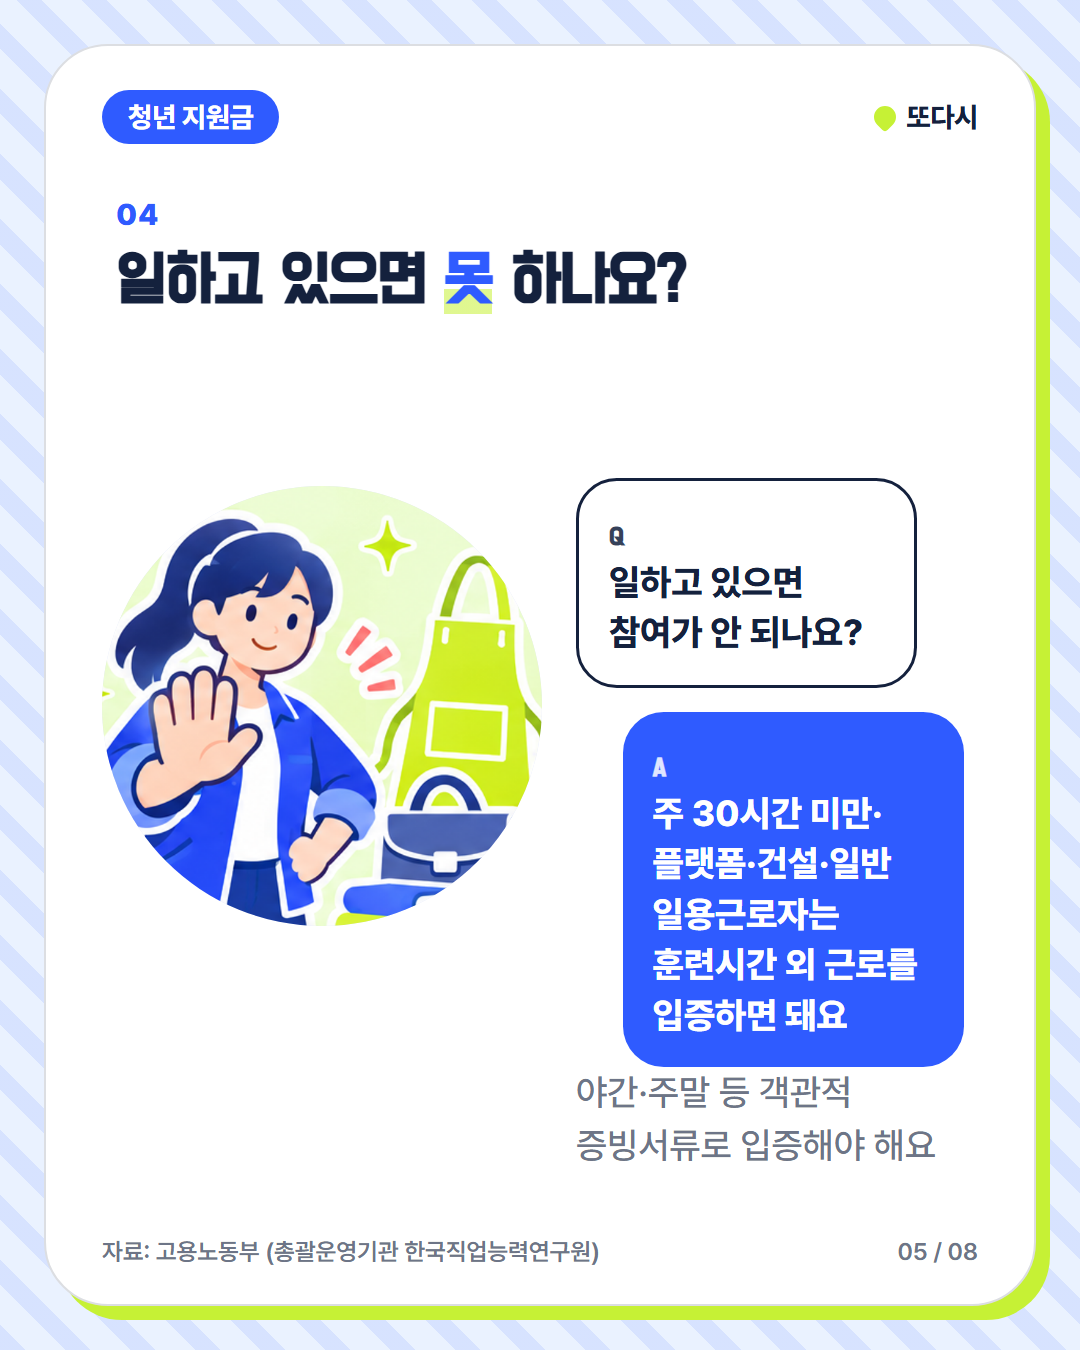 청년 지원금
또다시
04
일하고 있으면 못 하나요?
Q
일하고 있으면
참여가 안 되나요?
A
주 30시간 미만·
플랫폼·건설·일반
일용근로자는
훈련시간 외 근로를
입증하면 돼요
야간·주말 등 객관적
증빙서류로 입증해야 해요
자료: 고용노동부 (총괄운영기관 한국직업능력연구원)
05 / 08